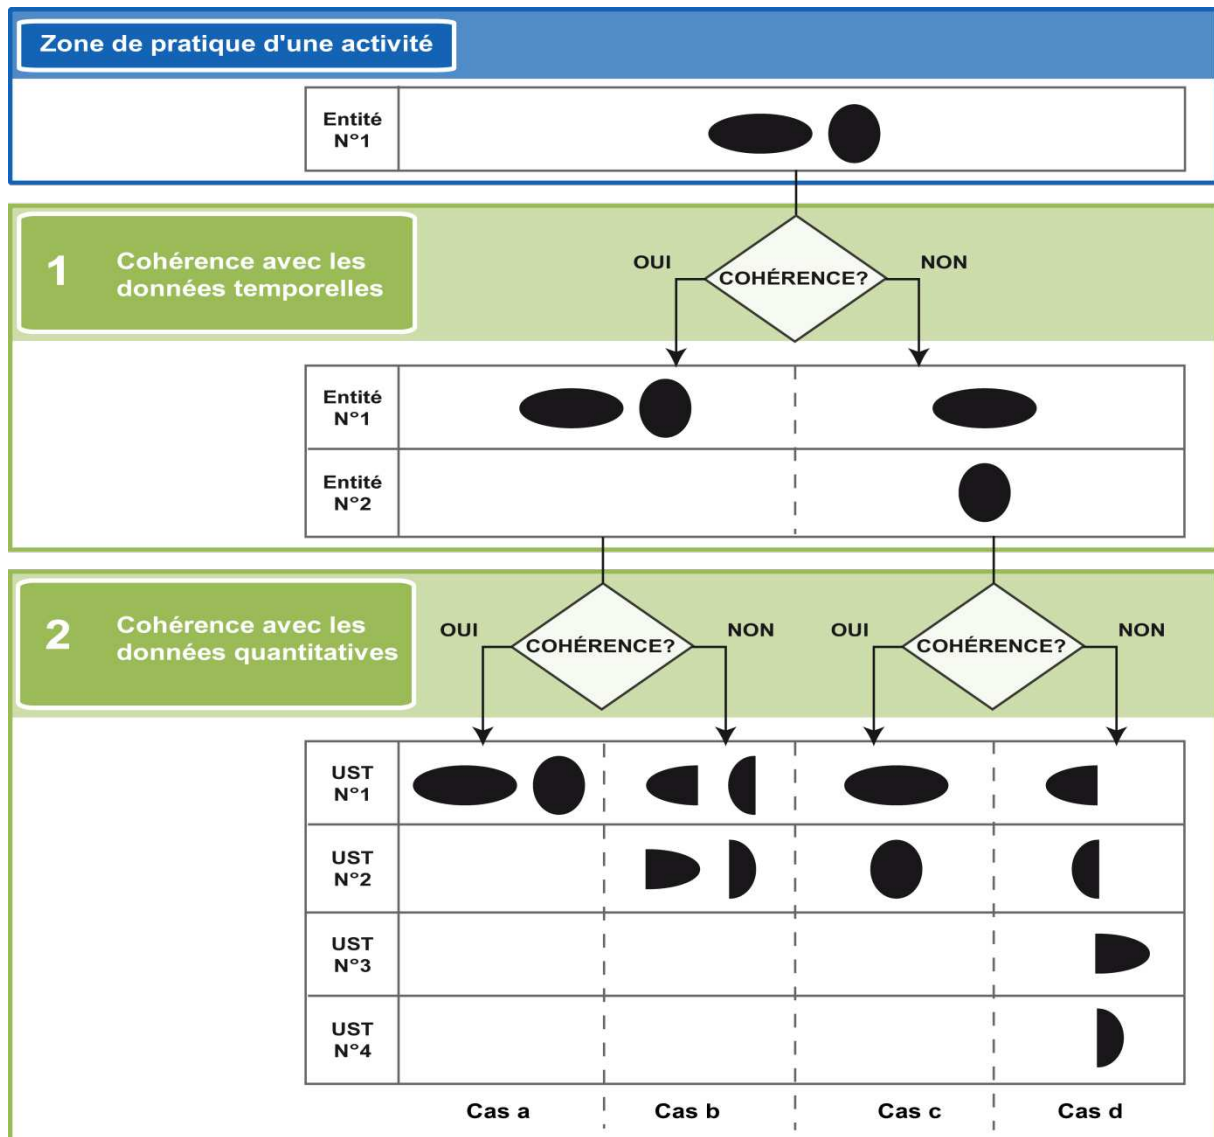 Zone de pratique d'une activité
Entité
N°1
1
Cohérence avec les
données temporelles
OUI
COHÉRENCE?
NON
Entité
N°1
Entité
N°2
2
Cohérence avec les
données quantitatives
OUI
COHÉRENCE?
NON
OUI
COHÉRENCE?
NON
UST
N°1
UST
N°2
UST
N°3
UST
N°4
Cas a
Cas b
Cas c
Cas d